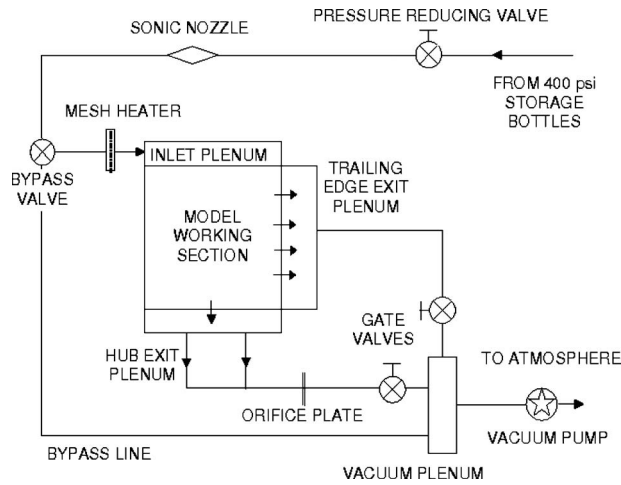 PRESSURE REDUCING VALVE
SONIC NOZZLE
FROM 400 psi
STORAGE
BOTTLES
MESH HEATER
INLET PLENUM
TRAILING
EDGE EXIT
PLENUM
BYPASS
VALVE
MODEL
WORKING
SECTION
GATE
VALVES
HUB EXIT
PLENUM
TO ATMOSPHERE
ORIFICE PLATE
VACUUM PUMP
BYPASS LINE
VACUUM PLENUM